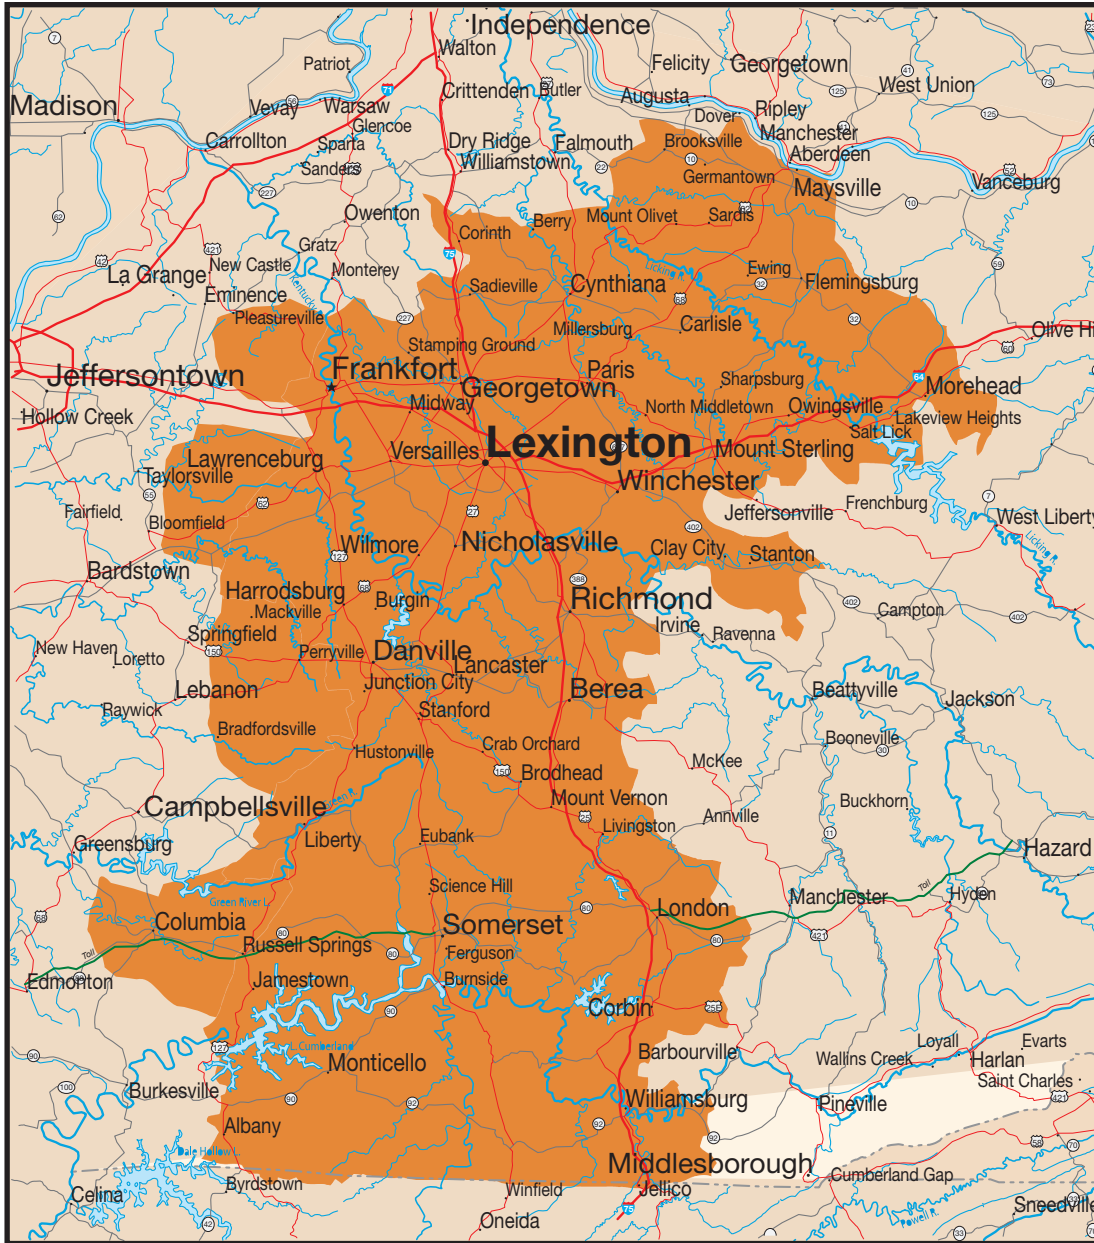 Independence
Walton
Patriot
Felicity
Georgetown
West Union
Madison
Vevay
Warsaw
Crittenden
Butler
Augusta
Ripley
Dover
Glencoe
Carrollton
Sparta
Dry Ridge
Falmouth
Brooksville
Manchester
Aberdeen
Sanders
Williamstown
Germantown
Maysville
Vanceburg
Owenton
Berry
Mount Olivet
Sardis
Corinth
Gratz
New Castle
Monterey
La Grange
Licking R.
Ewing
Sadieville
Cynthiana
Flemingsburg
Eminence
Pleasureville
Millersburg
Carlisle
Olive Hi
Stamping Ground
Frankfort
Paris
Jeffersontown
Georgetown
Sharpsburg
Morehead
Midway
North Middletown
Owingsville
Lakeview Heights
Hollow Creek
Salt Lick
Versailles
Lexington
Mount Sterling
Lawrenceburg
Taylorsville
Winchester
Frenchburg
Fairfield
Bloomfield
Jeffersonville
West Liberty
Wilmore
Nicholasville
Clay City
Stanton
Licking R.
Bardstown
Harrodsburg
Burgin
Richmond
Mackville
Campton
Springfield
Irvine
Ravenna
New Haven
Loretto
Perryville
Danville
Lancaster
Junction City
Berea
Lebanon
Beattyville
Jackson
Raywick
Stanford
Bradfordsville
Hustonville
Crab Orchard
Booneville
McKee
Brodhead
Campbellsville
Mount Vernon
Buckhorn
Annville
Livingston
Greensburg
Liberty
Eubank
Hazard
Science Hill
Manchester
Toll
Hyden
Green River L.
London
Columbia
Somerset
Russell Springs
Ferguson
Toll
Edmonton
Jamestown
Burnside
Corbin
L. Cumberland
Barbourville
Loyall
Evarts
Monticello
Wallins Creek
Harlan
Saint Charles
Burkesville
Williamsburg
Pineville
Albany
Dale Hollow L.
Middlesborough
Cumberland Gap
Byrdstown
Winfield
Jellico
Celina
Sneedville
Powell R.
Oneida